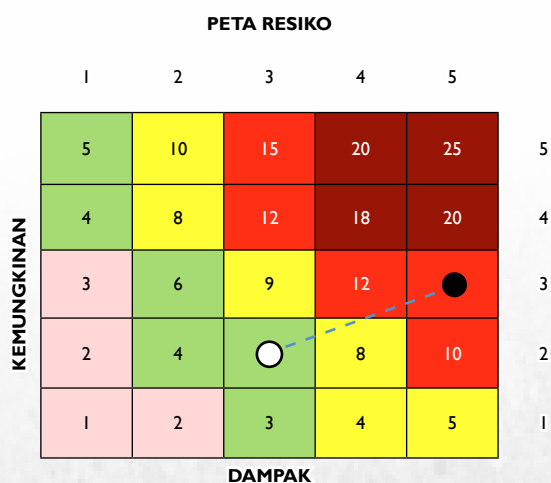 PETA RESIKO
1 2 3 4 5
5 10 15 20 25 5
4 8 12 18 20 4
KEMUNGKINAN
3 6 9 12 3
2 4 8 10 2
1 2 3 4 5 1
DAMPAK